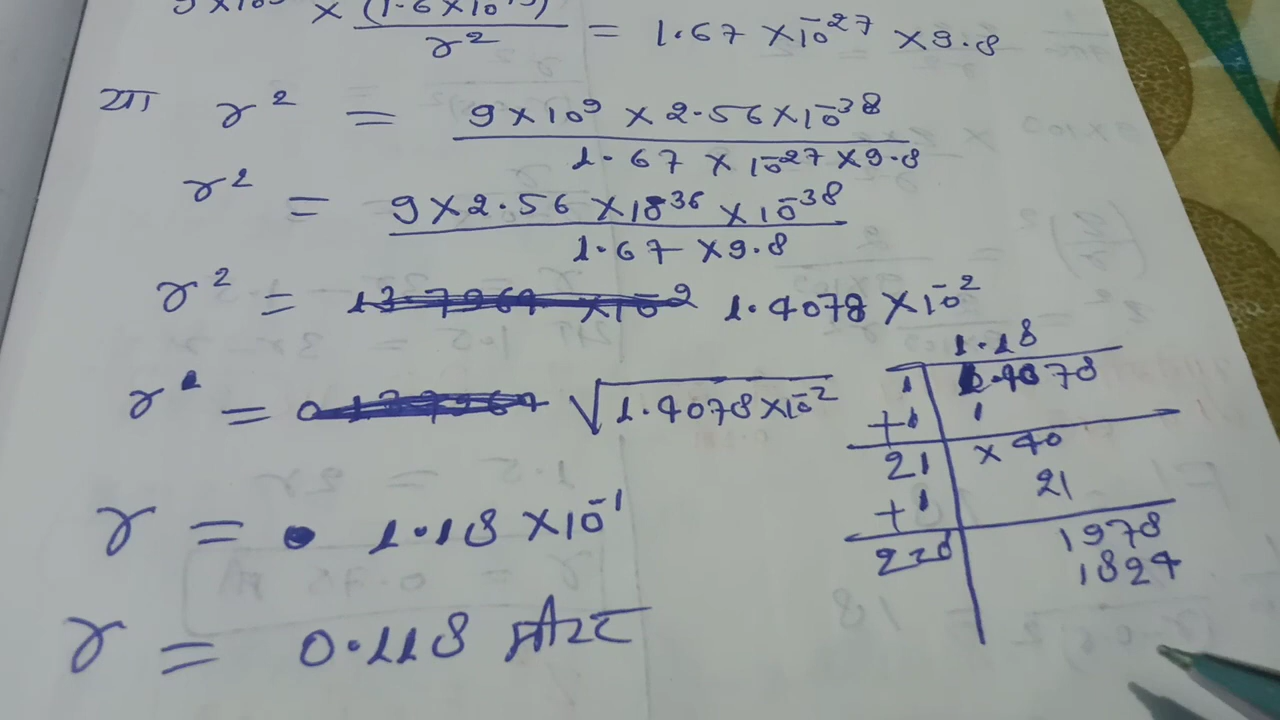 9×10⁹ × (1.6×10⁻¹⁹)² / r² = 1.67 × 10⁻²⁷ × 9.8
या r² = 9×10⁹ × 2.56×10⁻³⁸ / 1.67 × 10⁻²⁷ × 9.8
r² = 9×2.56 ×10³⁶ ×10⁻³⁸ / 1.67 ×9.8
r² = 1.4078 ×10⁻²
r = √1.4078×10⁻²
r = 1.18 ×10⁻¹
r = 0.118 मीटर
1.18
1 1.4078
+1 1
21 ×40
+1 21
228 1978
1824